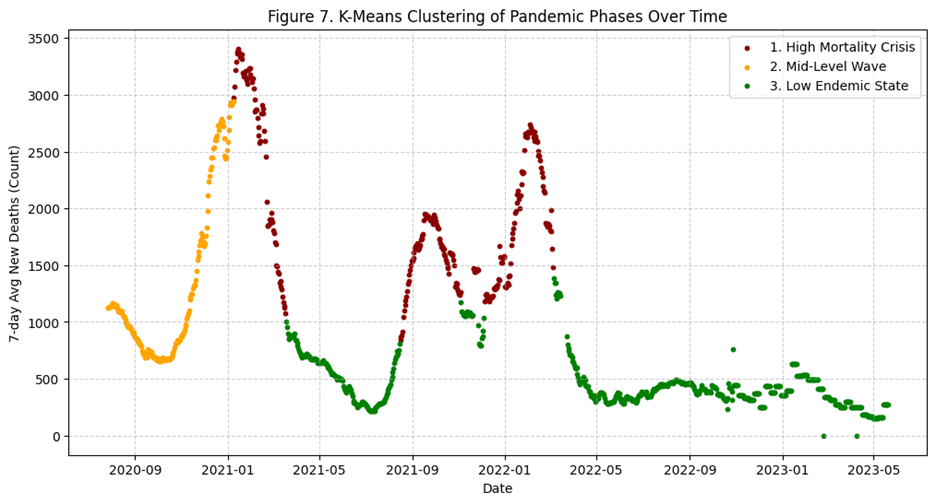 Figure 7. K-Means Clustering of Pandemic Phases Over Time
7-day Avg New Deaths (Count)
3500
3000
2500
2000
1500
1000
500
0
1. High Mortality Crisis
2. Mid-Level Wave
3. Low Endemic State
2020-09
2021-01
2021-05
2021-09
2022-01
2022-05
2022-09
2023-01
2023-05
Date